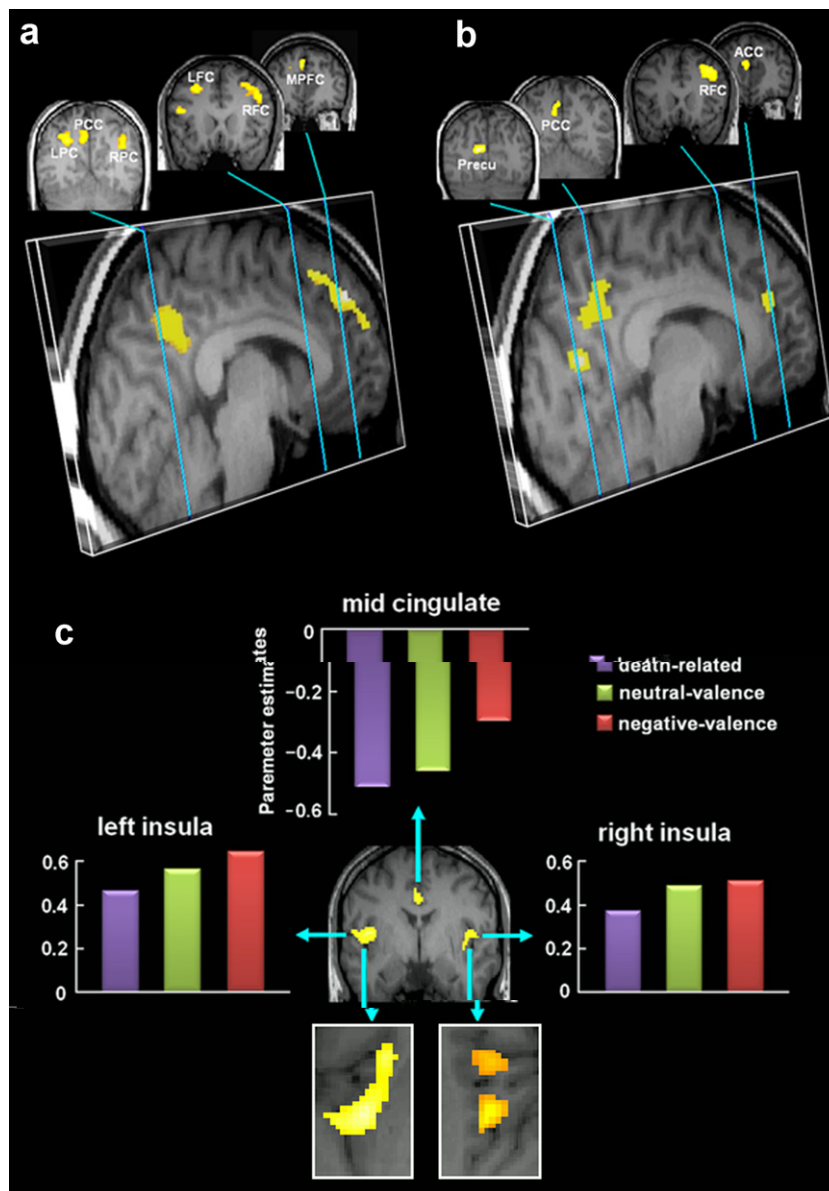 a
LPC
PCC
RPC
LFC
RFC
MPFC
b
Precu
PCC
RFC
ACC
c
mid cingulate
Paremeter estimates
0
−0.2
−0.4
−0.6
death-related
neutral-valence
negative-valence
left insula
0.6
0.4
0.2
0
right insula
0.6
0.4
0.2
0